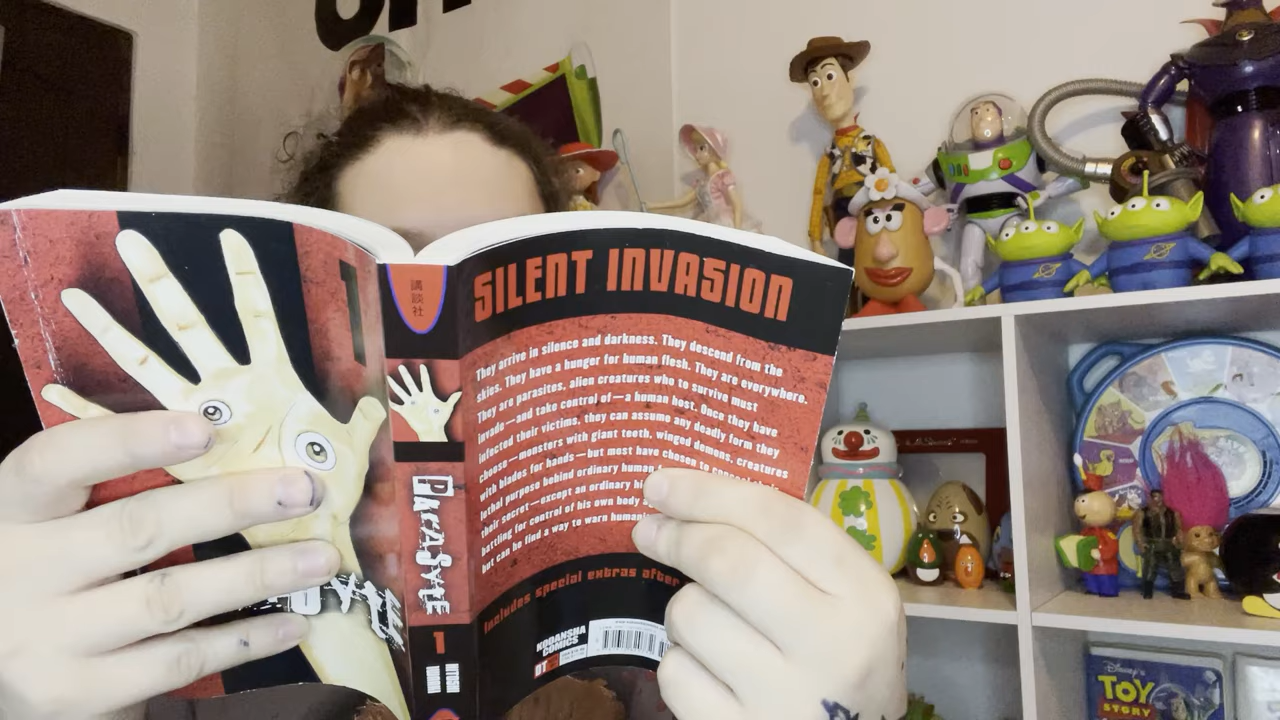 1
講談社
PARASYTE
1
SILENT INVASION
They arrive in silence and darkness. They descend from the
skies. They have a hunger for human flesh. They are everywhere.
They are parasites, alien creatures who to survive must
invade—and take control of—a human host. Once they have
infected their victims, they can assume any deadly form they
choose—monsters with giant teeth, winged demons, creatures
with blades for hands—but most have chosen to conceal their
lethal purpose behind ordinary human
their secret—except an ordinary hi
battling for control of his own body a
but can he find a way to warn humani
Includes special extras after
KODANSHA
COMICS
OT
Disney's
TOY
STORY